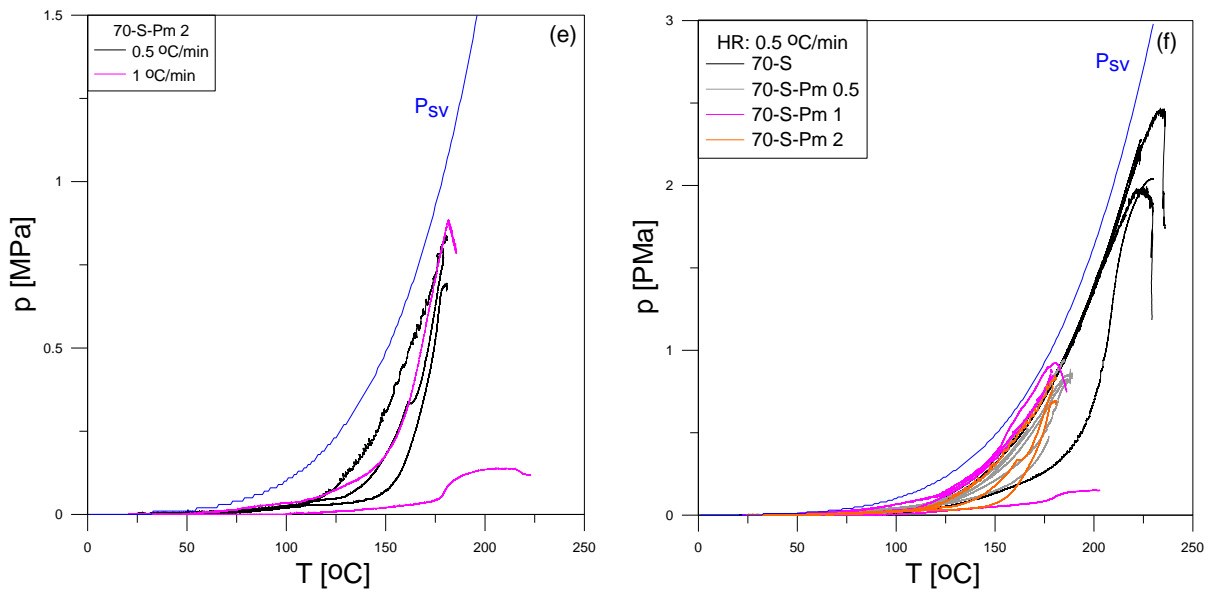 70-S-Pm 2
0.5 ºC/min
1 ºC/min
(e)
PSV
1.5
1
0.5
0
p [MPa]
0
50
100
150
200
250
T [ºC]
HR: 0.5 ºC/min
70-S
70-S-Pm 0.5
70-S-Pm 1
70-S-Pm 2
(f)
PSV
3
2
1
0
p [PMa]
0
50
100
150
200
250
T [ºC]